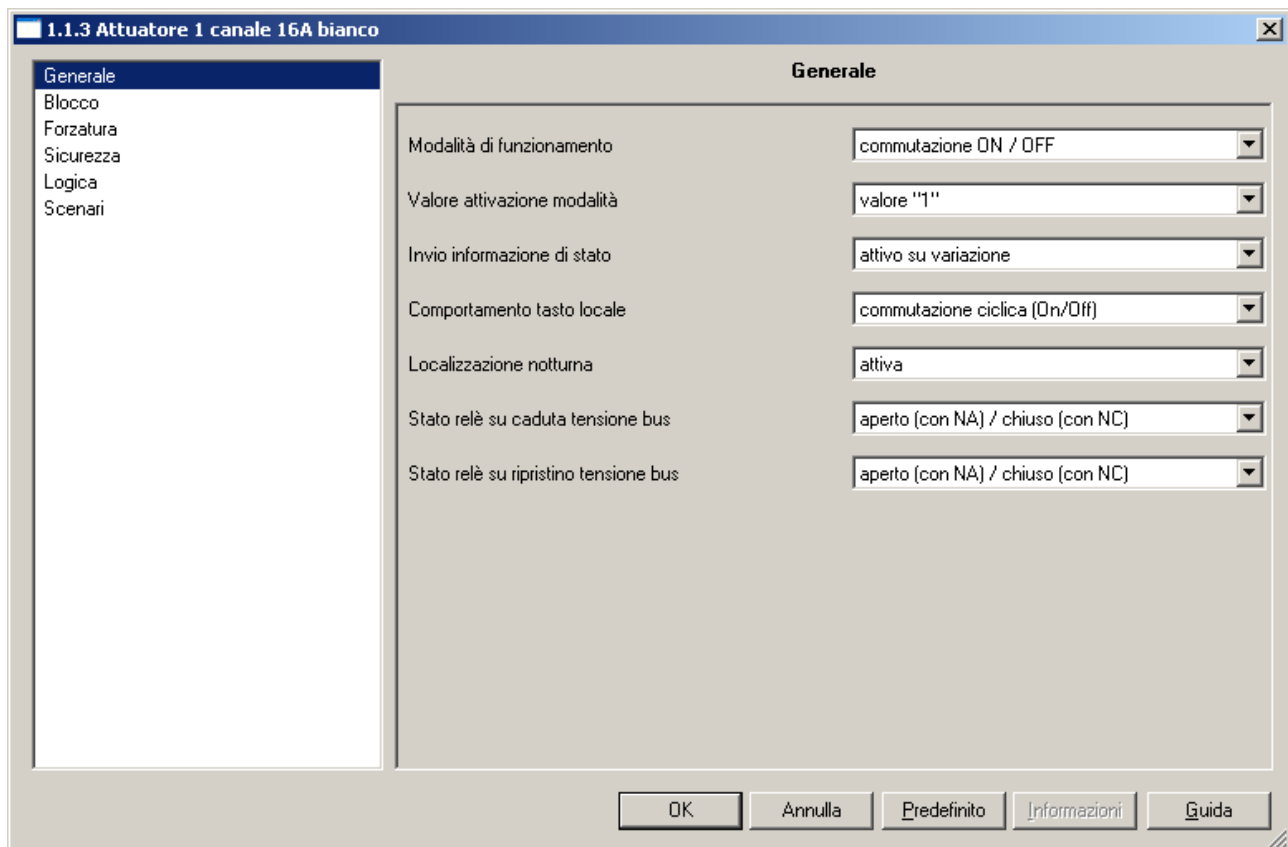 1.1.3 Attuatore 1 canale 16A bianco
Generale
Blocco
Forzatura
Sicurezza
Logica
Scenari
Generale
Modalità di funzionamento commutazione ON / OFF
Valore attivazione modalità valore "1"
Invio informazione di stato attivo su variazione
Comportamento tasto locale commutazione ciclica (On/Off)
Localizzazione notturna attiva
Stato relè su caduta tensione bus aperto (con NA) / chiuso (con NC)
Stato relè su ripristino tensione bus aperto (con NA) / chiuso (con NC)
OK Annulla Predefinito Informazioni Guida